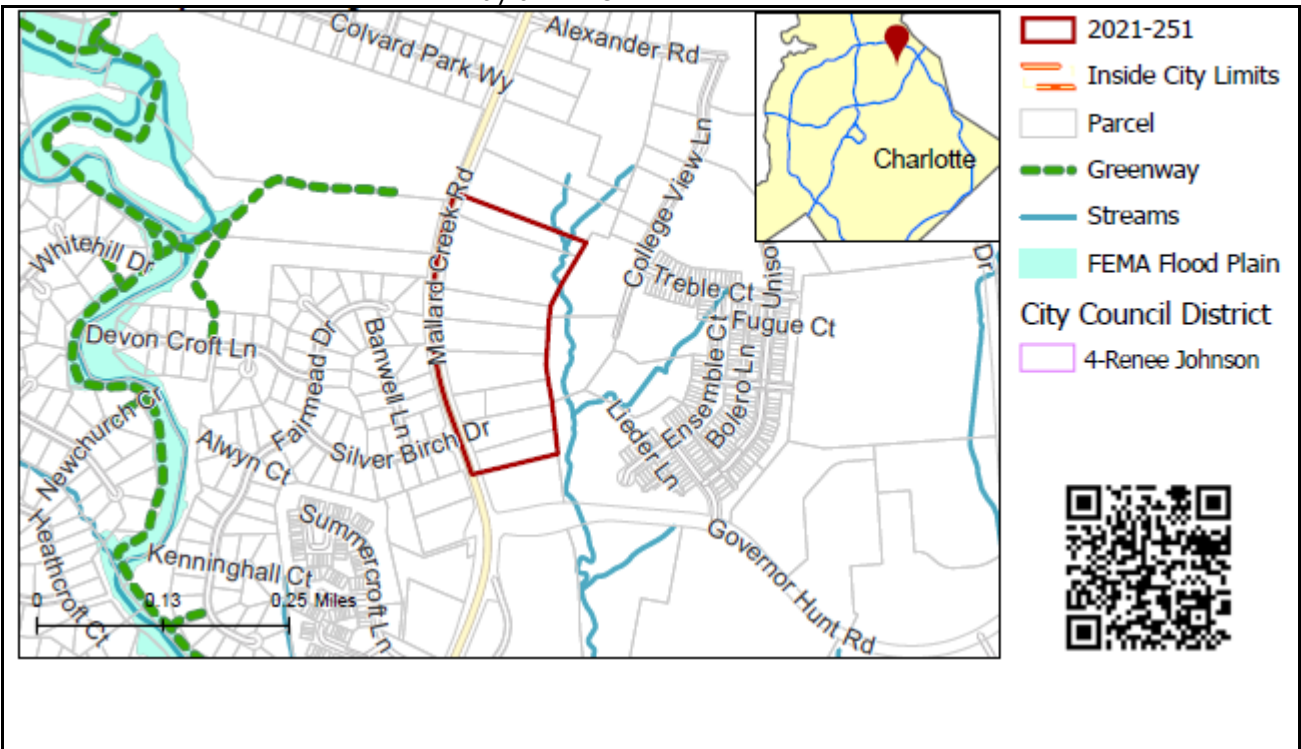 Colvard Park Wy
Alexander Rd
Mallard Creek Rd
College View Ln
Charlotte
Whitehill Dr
Devon Croft Ln
Fairmead Dr
Banwell Ln
Silver Birch Dr
Newchurch Cr
Alwyn Ct
Heathcroft Ct
Kenninghall Ct
Summercroft Ln
Treble Ct
Uniso
Fugue Ct
Ensemble Ct
Bolero Ln
Lieder Ln
Governor Hunt Rd
Dr
0 0.13 0.25 Miles
2021-251
Inside City Limits
Parcel
Greenway
Streams
FEMA Flood Plain
City Council District
4-Renee Johnson